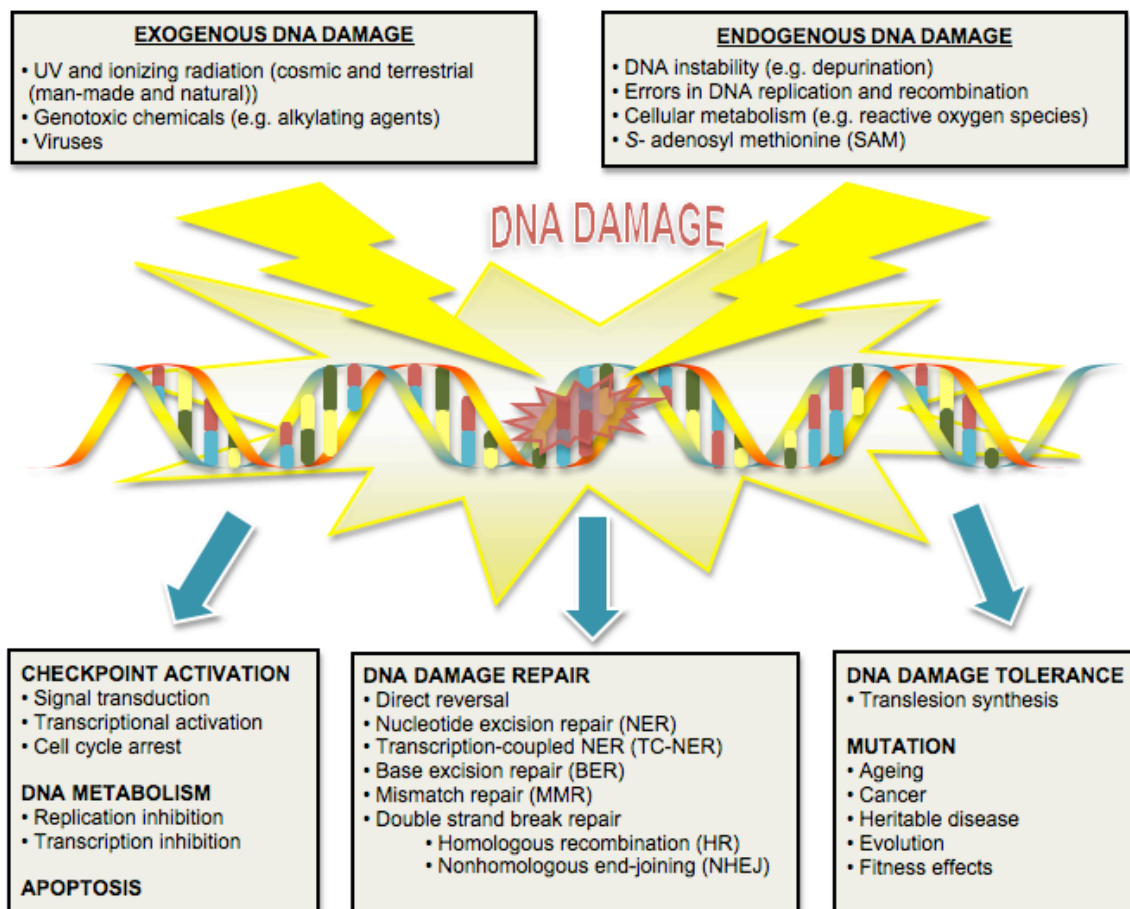 EXOGENOUS DNA DAMAGE
• UV and ionizing radiation (cosmic and terrestrial
(man-made and natural))
• Genotoxic chemicals (e.g. alkylating agents)
• Viruses
ENDOGENOUS DNA DAMAGE
• DNA instability (e.g. depurination)
• Errors in DNA replication and recombination
• Cellular metabolism (e.g. reactive oxygen species)
• S- adenosyl methionine (SAM)
DNA DAMAGE
CHECKPOINT ACTIVATION
• Signal transduction
• Transcriptional activation
• Cell cycle arrest
DNA METABOLISM
• Replication inhibition
• Transcription inhibition
APOPTOSIS
DNA DAMAGE REPAIR
• Direct reversal
• Nucleotide excision repair (NER)
• Transcription-coupled NER (TC-NER)
• Base excision repair (BER)
• Mismatch repair (MMR)
• Double strand break repair
• Homologous recombination (HR)
• Nonhomologous end-joining (NHEJ)
DNA DAMAGE TOLERANCE
• Translesion synthesis
MUTATION
• Ageing
• Cancer
• Heritable disease
• Evolution
• Fitness effects